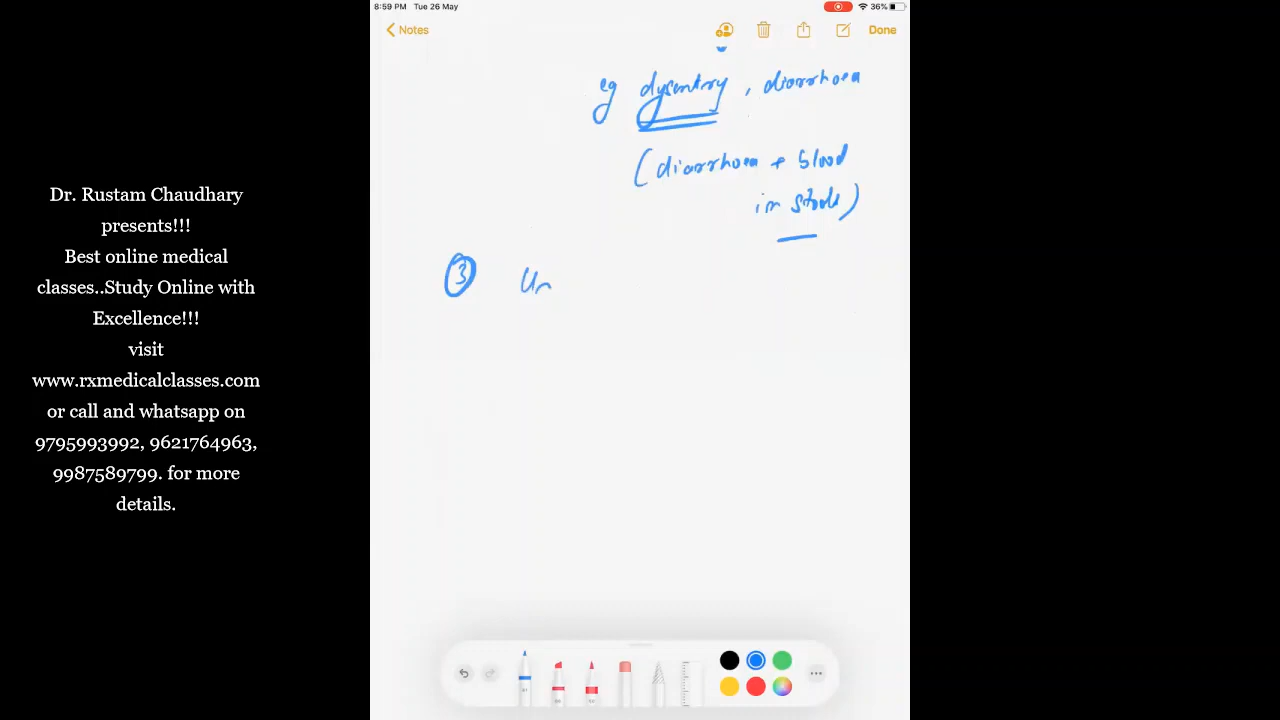 8:59 PM Tue 26 May
36%
Notes
Done
eg dysentry, diarrhoea
(diarrhoea + blood
in stools)
3 Un
Dr. Rustam Chaudhary
presents!!!
Best online medical
classes..Study Online with
Excellence!!!
visit
www.rxmedicalclasses.com
or call and whatsapp on
9795993992, 9621764963,
9987589799. for more
details.